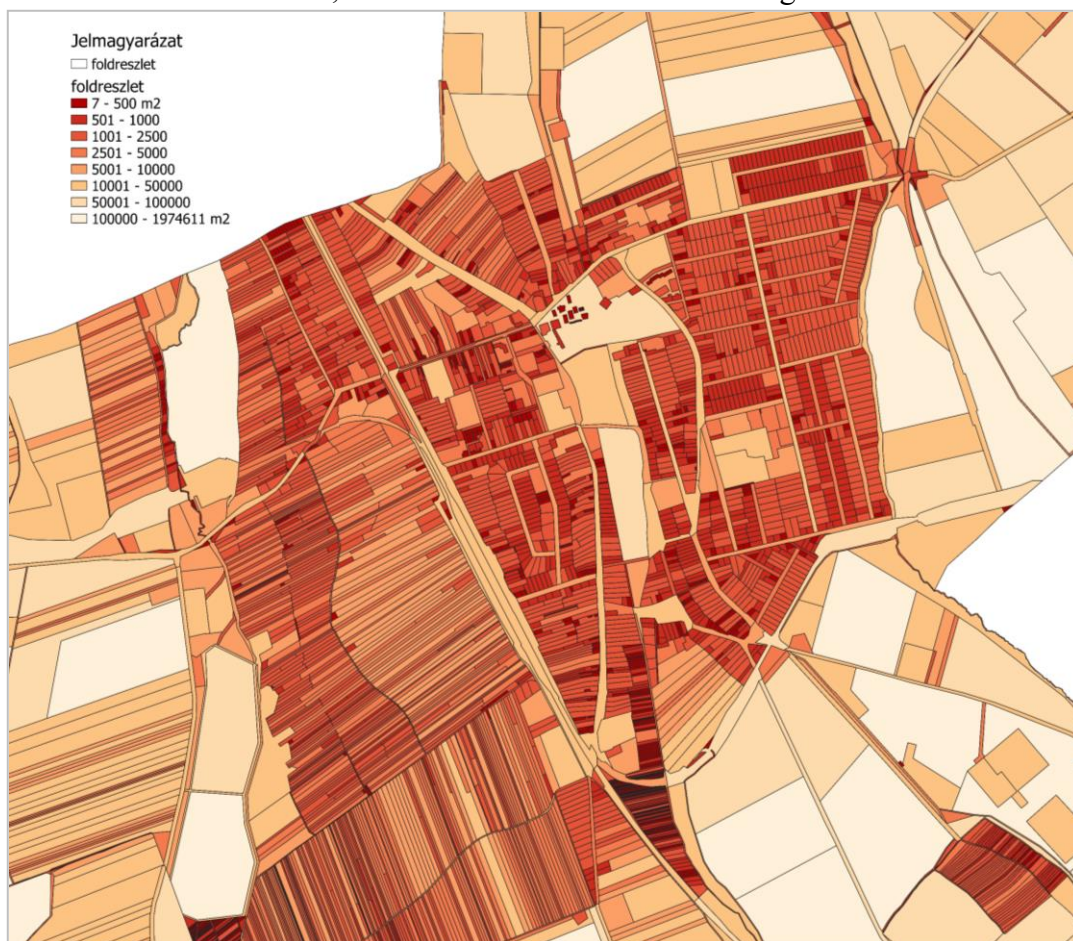 Jelmagyarázat
foldreszlet
foldreszlet
7 - 500 m2
501 - 1000
1001 - 2500
2501 - 5000
5001 - 10000
10001 - 50000
50001 - 100000
100000 - 1974611 m2